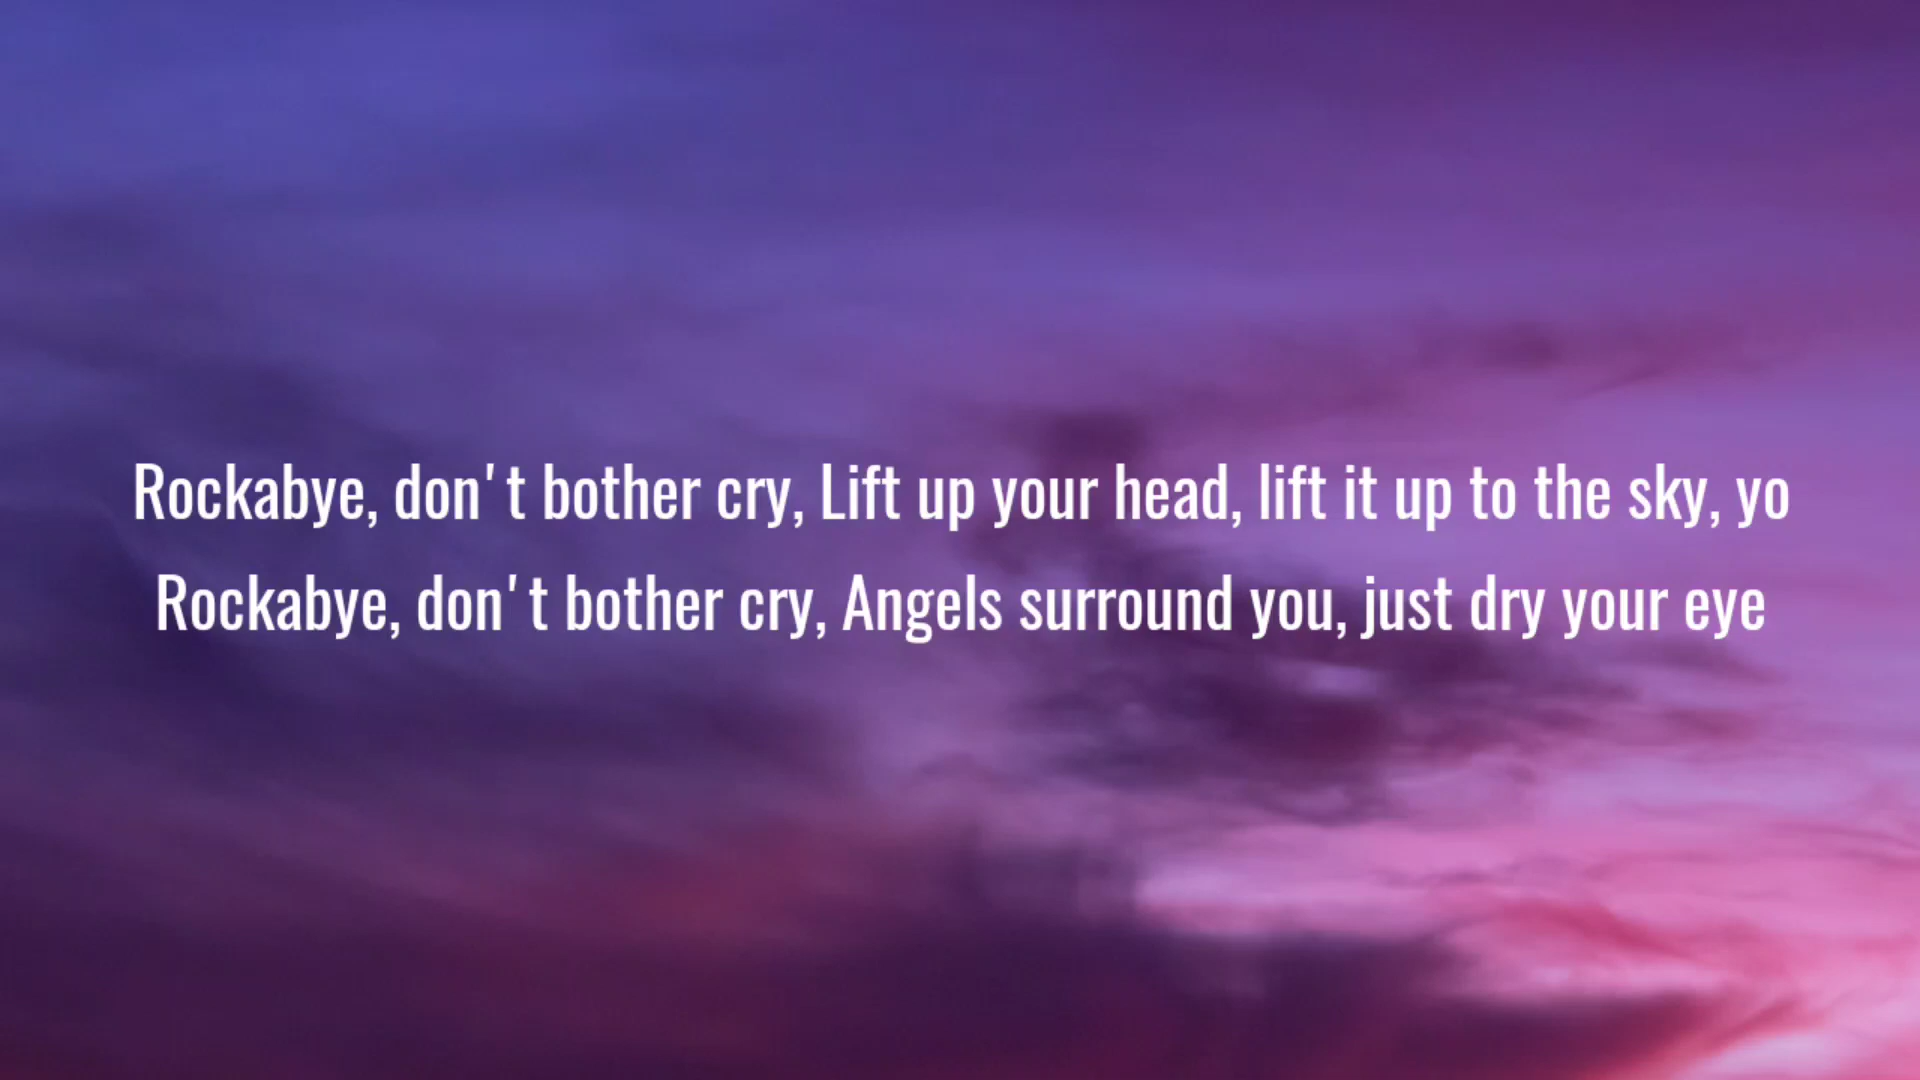 Rockabye, don't bother cry, Lift up your head, lift it up to the sky, yo
Rockabye, don't bother cry, Angels surround you, just dry your eye